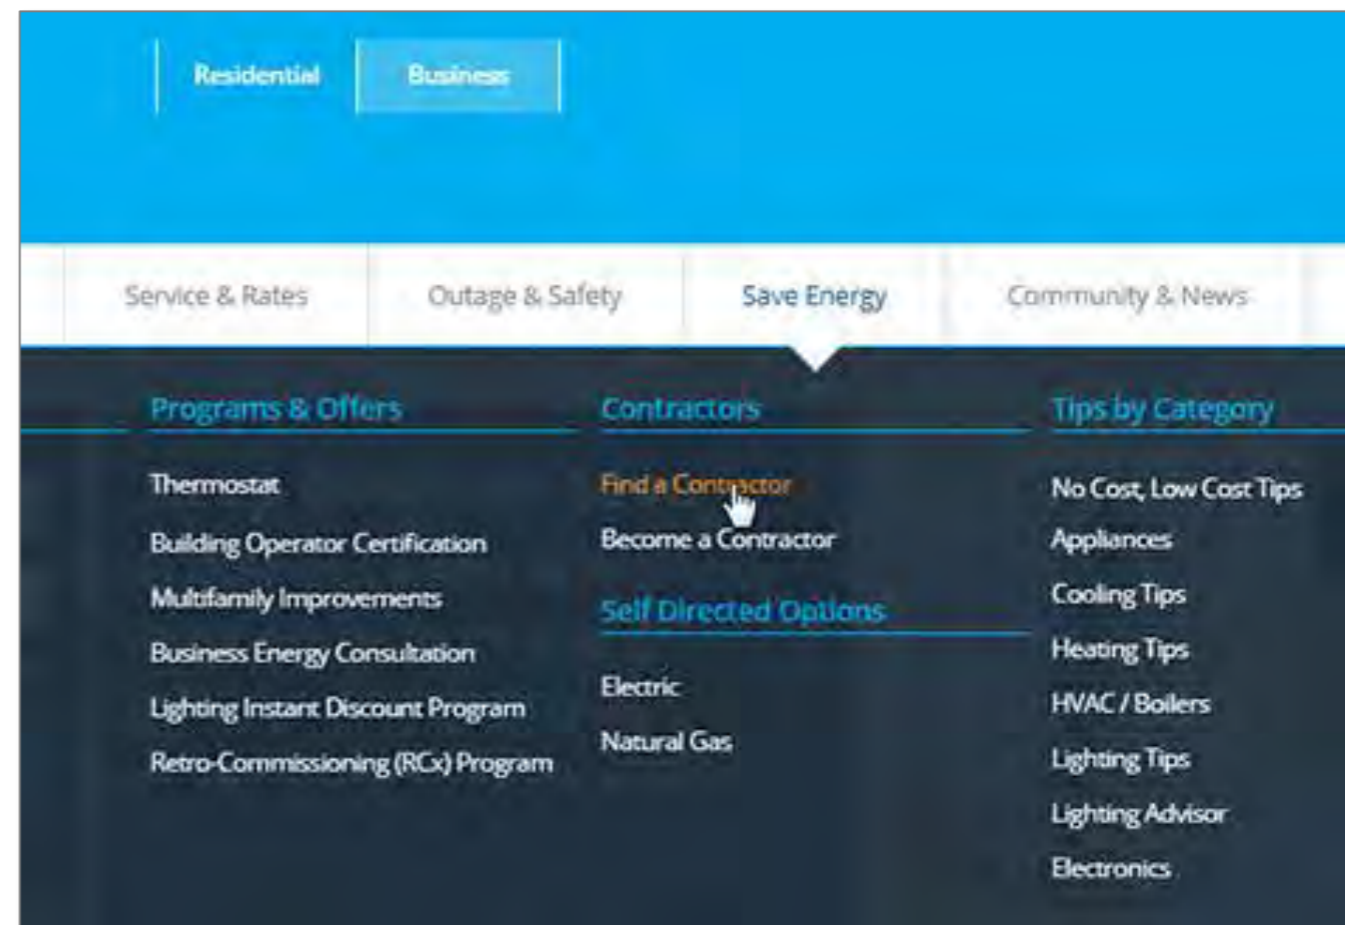 Residential
Business
Service & Rates
Outage & Safety
Save Energy
Community & News
Programs & Offers
Thermostat
Building Operator Certification
Multifamily Improvements
Business Energy Consultation
Lighting Instant Discount Program
Retro-Commissioning (RCx) Program
Contractors
Find a Contractor
Become a Contractor
Self Directed Options
Electric
Natural Gas
Tips by Category
No Cost, Low Cost Tips
Appliances
Cooling Tips
Heating Tips
HVAC / Boilers
Lighting Tips
Lighting Advisor
Electronics